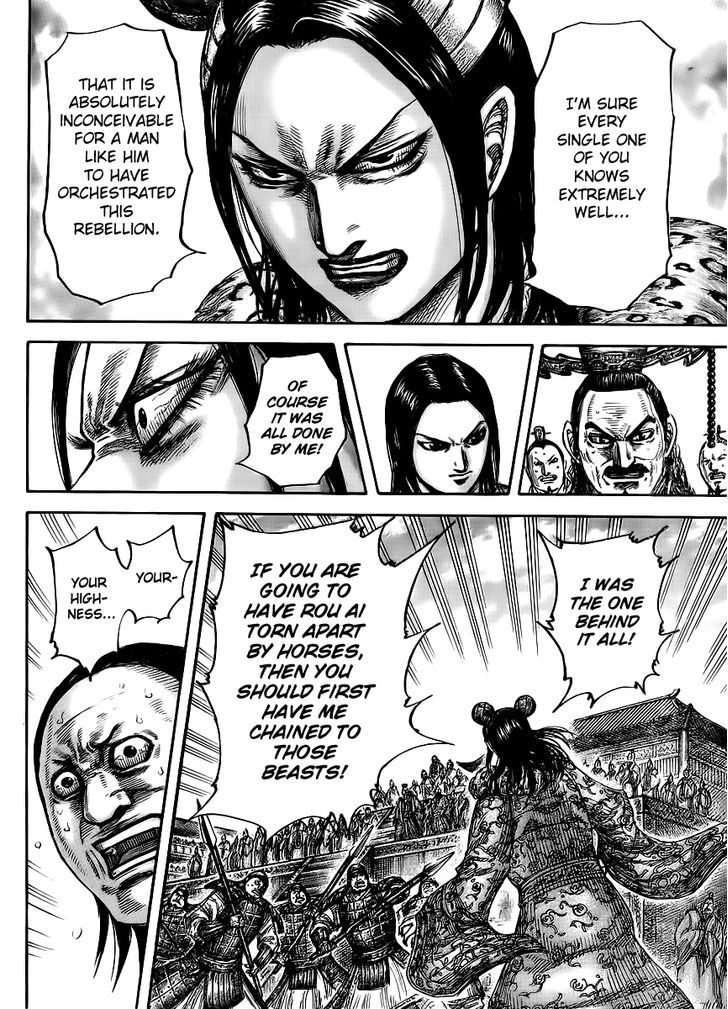 I'M SURE
EVERY
SINGLE ONE
OF YOU
KNOWS
EXTREMELY
WELL...
THAT IT IS
ABSOLUTELY
INCONCEIVABLE
FOR A MAN
LIKE HIM
TO HAVE
ORCHESTRATED
THIS
REBELLION.
OF
COURSE
IT WAS
ALL DONE
BY ME!
I WAS
THE ONE
BEHIND
IT ALL!
IF YOU ARE
GOING TO
HAVE ROU AI
TORN APART
BY HORSES,
THEN YOU
SHOULD FIRST
HAVE ME
CHAINED TO
THOSE
BEASTS!
YOUR-
YOUR
HIGH-
NESS...